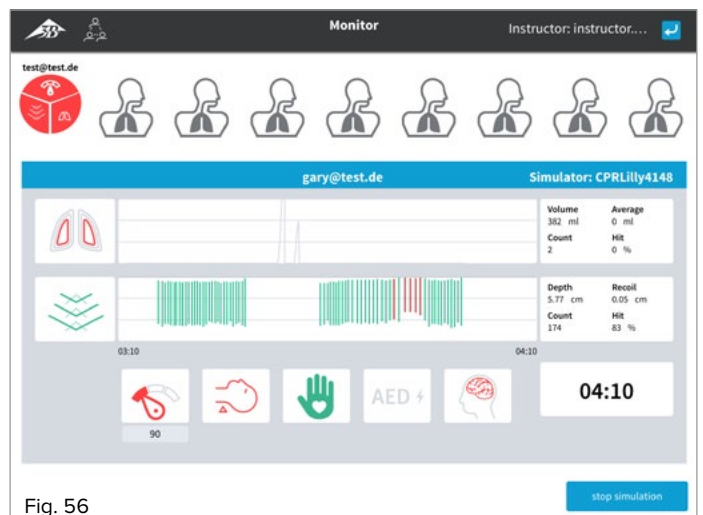 3B
Monitor
Instructor: instructor....
test@test.de
gary@test.de
Simulator: CPRLilly4148
Volume Average
382 ml 0 ml
Count Hit
2 0 %
Depth Recoil
5.77 cm 0.05 cm
Count Hit
174 83 %
03:10 04:10
AED
90
04:10
stop simulation
Fig. 56